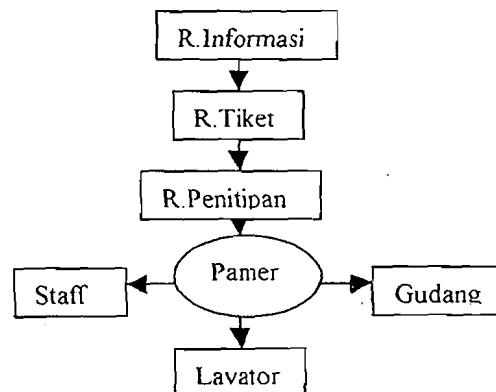 R.Informasi
R.Tiket
R.Penitipan
Pamer
Staff
Gudang
Lavator